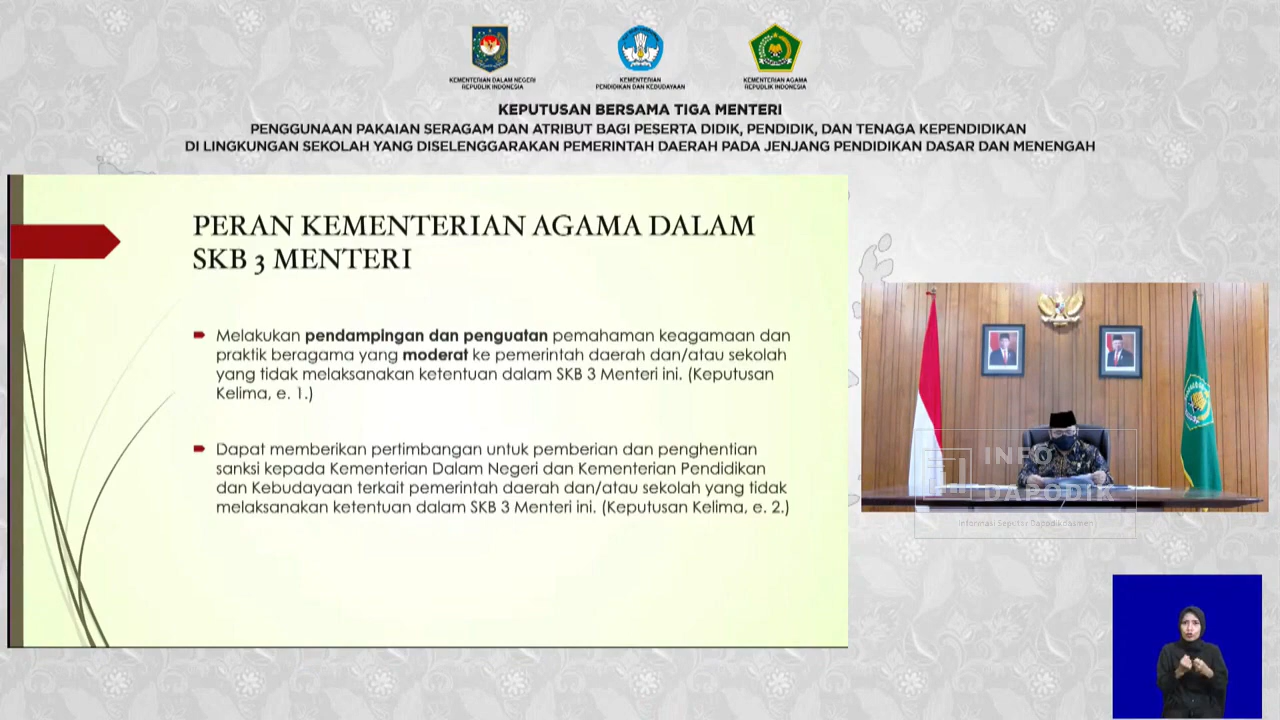 KEMENTERIAN DALAM NEGERI
REPUBLIK INDONESIA
KEMENTERIAN
PENDIDIKAN DAN KEBUDAYAAN
KEMENTERIAN AGAMA
REPUBLIK INDONESIA
KEPUTUSAN BERSAMA TIGA MENTERI
PENGGUNAAN PAKAIAN SERAGAM DAN ATRIBUT BAGI PESERTA DIDIK, PENDIDIK, DAN TENAGA KEPENDIDIKAN
DI LINGKUNGAN SEKOLAH YANG DISELENGGARAKAN PEMERINTAH DAERAH PADA JENJANG PENDIDIKAN DASAR DAN MENENGAH
PERAN KEMENTERIAN AGAMA DALAM
SKB 3 MENTERI
Melakukan pendampingan dan penguatan pemahaman keagamaan dan
praktik beragama yang moderat ke pemerintah daerah dan/atau sekolah
yang tidak melaksanakan ketentuan dalam SKB 3 Menteri ini. (Keputusan
Kelima, e. 1.)
Dapat memberikan pertimbangan untuk pemberian dan penghentian
sanksi kepada Kementerian Dalam Negeri dan Kementerian Pendidikan
dan Kebudayaan terkait pemerintah daerah dan/atau sekolah yang tidak
melaksanakan ketentuan dalam SKB 3 Menteri ini. (Keputusan Kelima, e. 2.)
INFO
DAPODIK
Informasi Seputar Dapodikdasmen